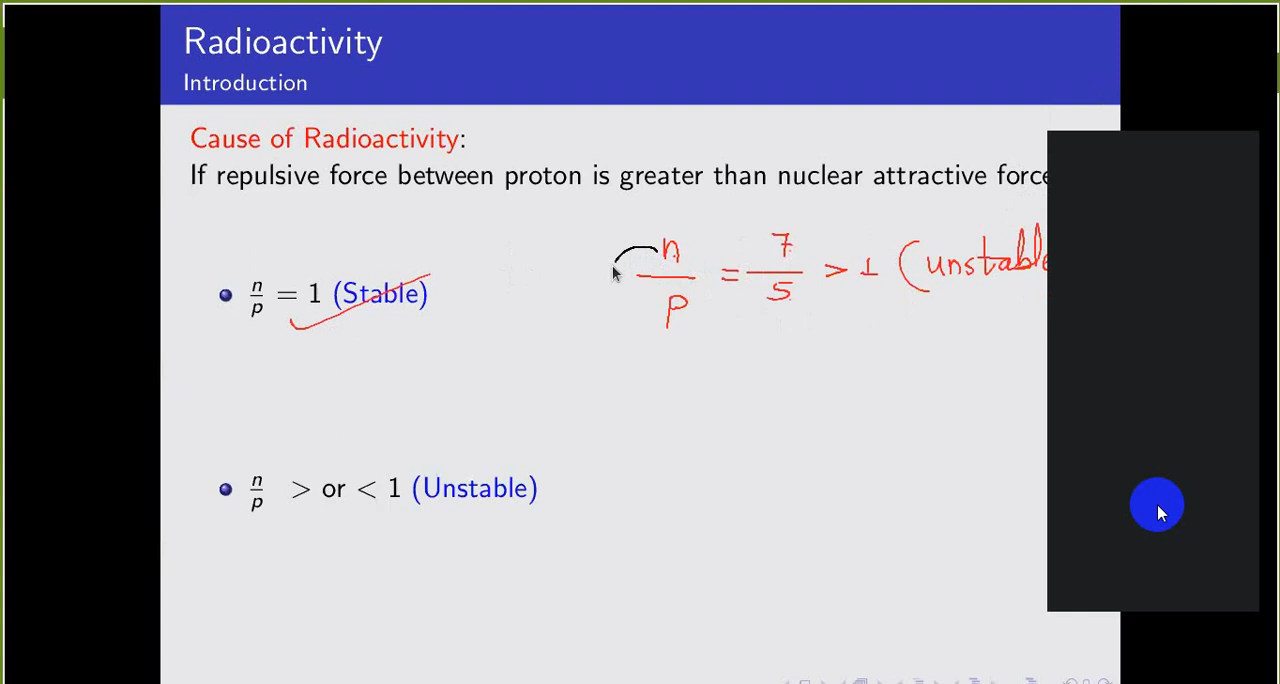 Radioactivity
Introduction
Cause of Radioactivity:
If repulsive force between proton is greater than nuclear attractive force
n/p = 7/5 > 1 (unstable
n/p = 1 (Stable)
n/p > or < 1 (Unstable)